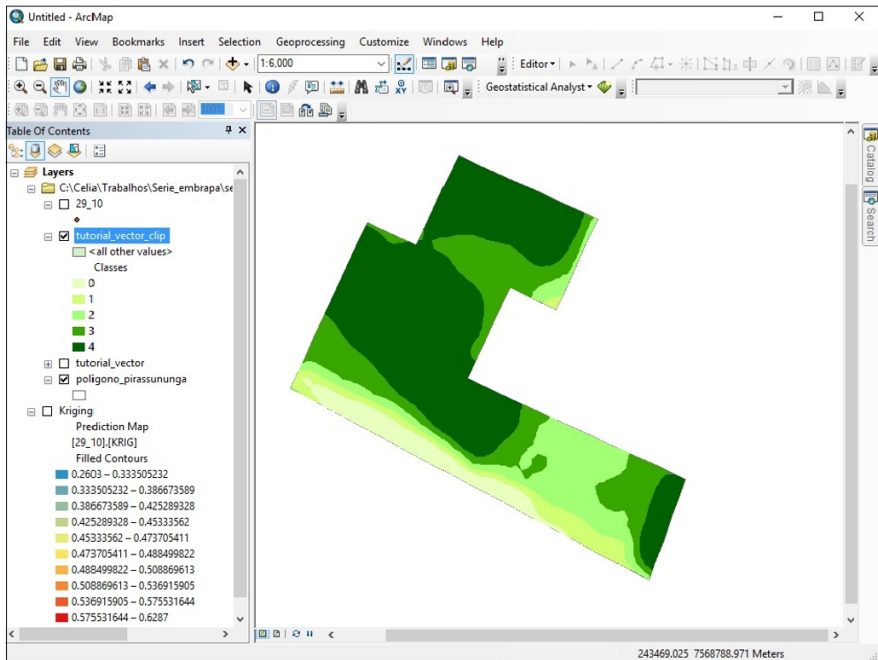 Untitled - ArcMap
File Edit View Bookmarks Insert Selection Geoprocessing Customize Windows Help
1:6,000
Editor
Geostatistical Analyst
100%
Table Of Contents
Layers
C:\Celia\Trabalhos\Serie_embrapa\se
29_10
tutorial_vector_clip
<all other values>
Classes
0
1
2
3
4
tutorial_vector
poligono_pirassununga
Kriging
Prediction Map
[29_10].[KRIG]
Filled Contours
0.2603 – 0.333505232
0.333505232 – 0.386673589
0.386673589 – 0.425289328
0.425289328 – 0.45333562
0.45333562 – 0.473705411
0.473705411 – 0.488499822
0.488499822 – 0.508869613
0.508869613 – 0.536915905
0.536915905 – 0.575531644
0.575531644 – 0.6287
Catalog
Search
243469.025 7568788.971 Meters